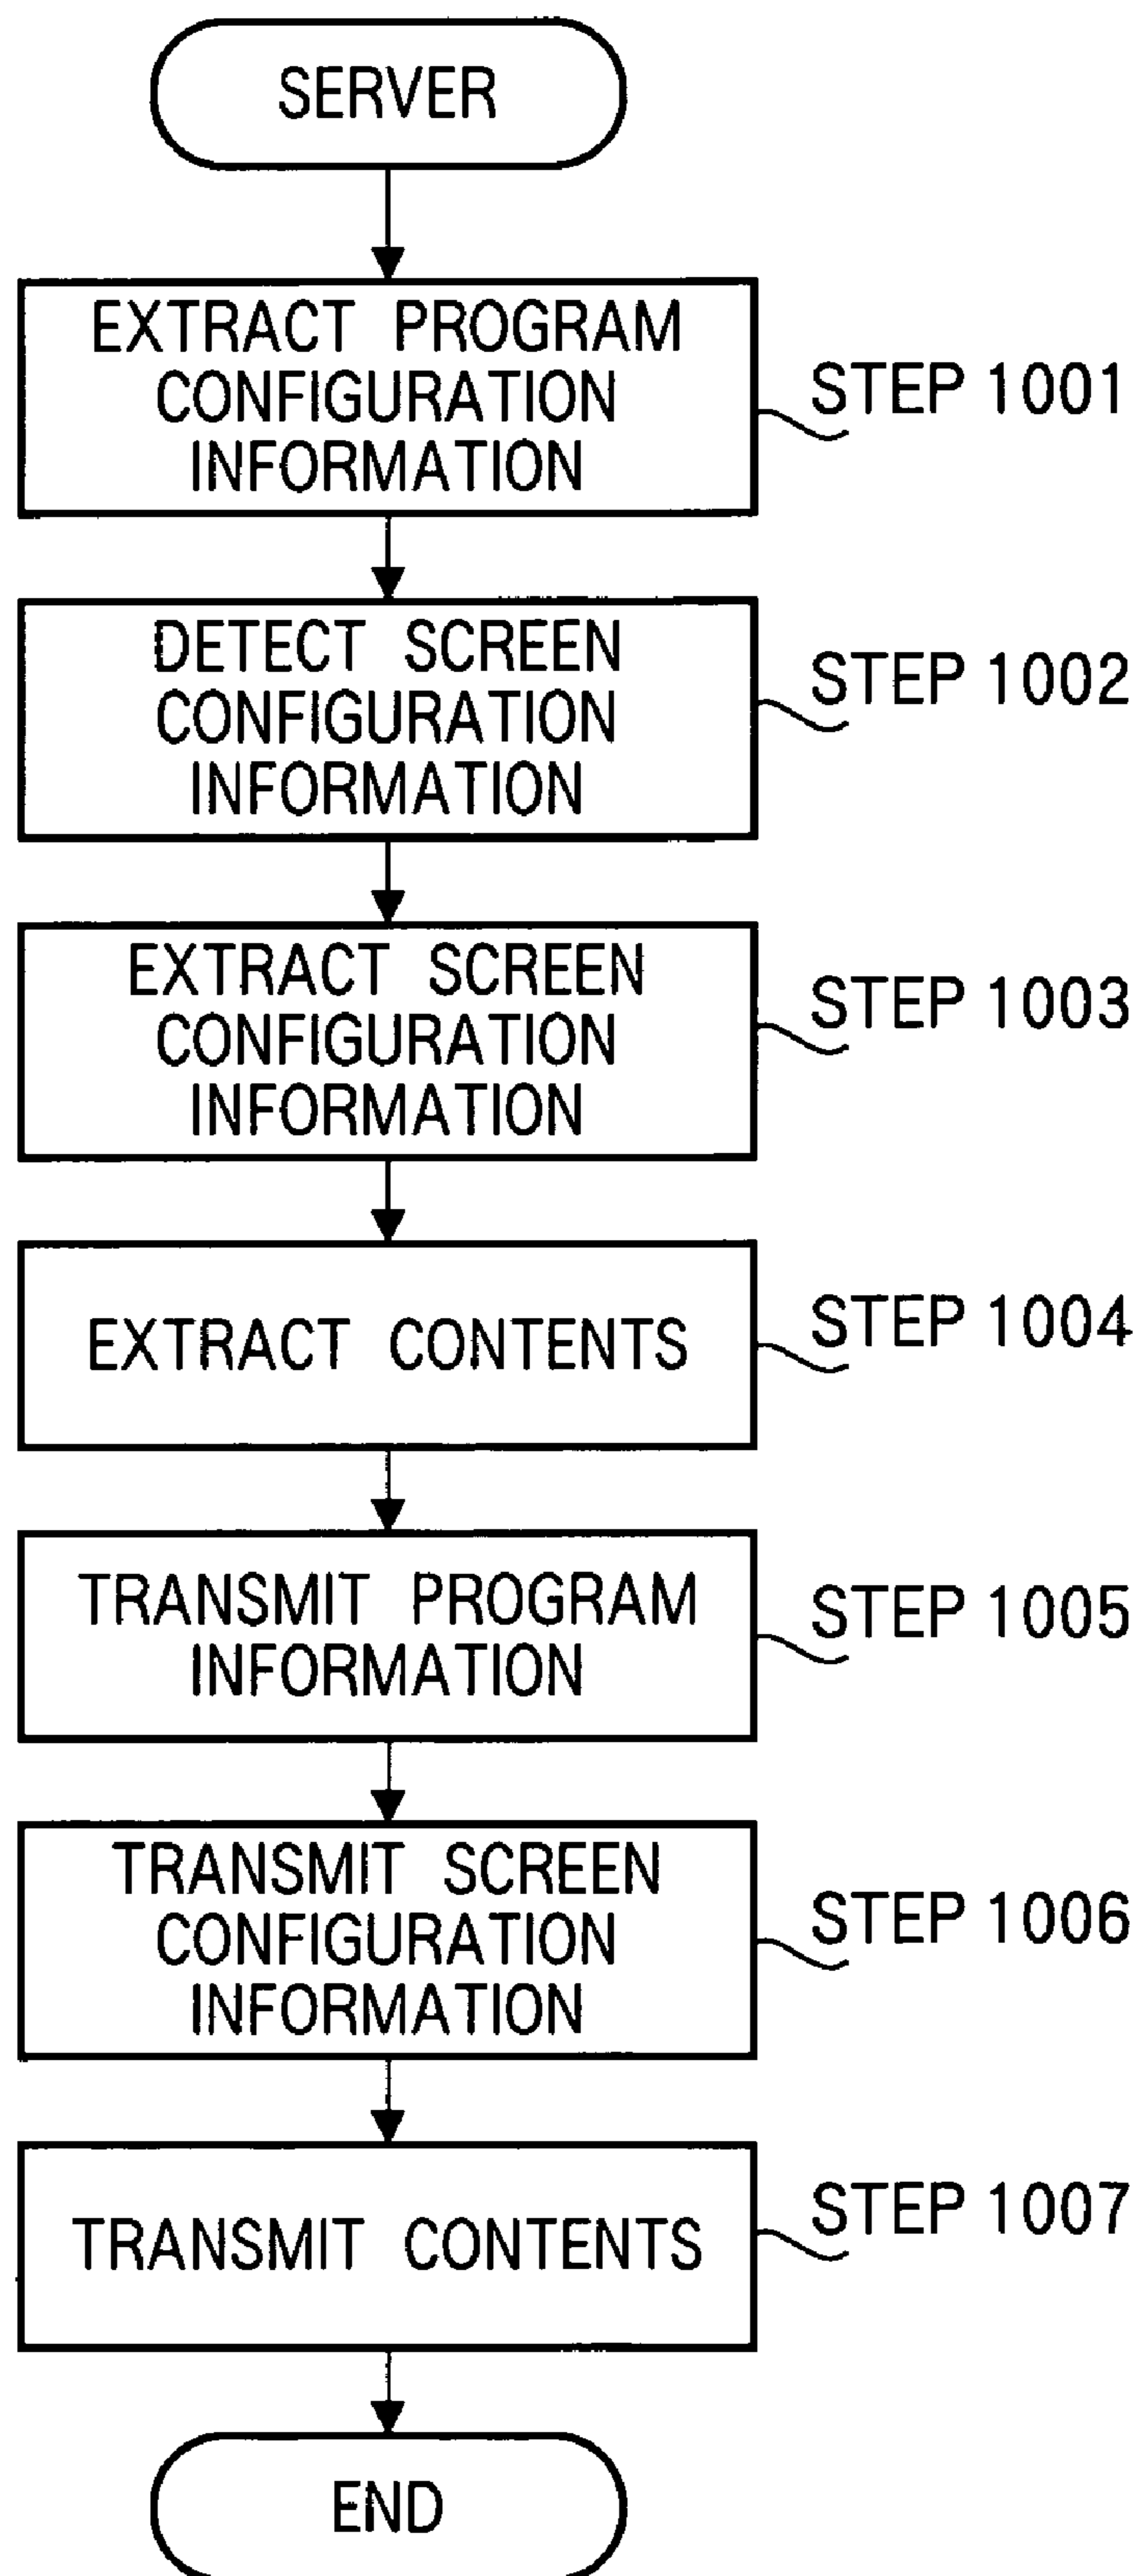 SERVER
EXTRACT PROGRAM
CONFIGURATION
INFORMATION
STEP 1001
DETECT SCREEN
CONFIGURATION
INFORMATION
STEP 1002
EXTRACT SCREEN
CONFIGURATION
INFORMATION
STEP 1003
EXTRACT CONTENTS
STEP 1004
TRANSMIT PROGRAM
INFORMATION
STEP 1005
TRANSMIT SCREEN
CONFIGURATION
INFORMATION
STEP 1006
TRANSMIT CONTENTS
STEP 1007
END